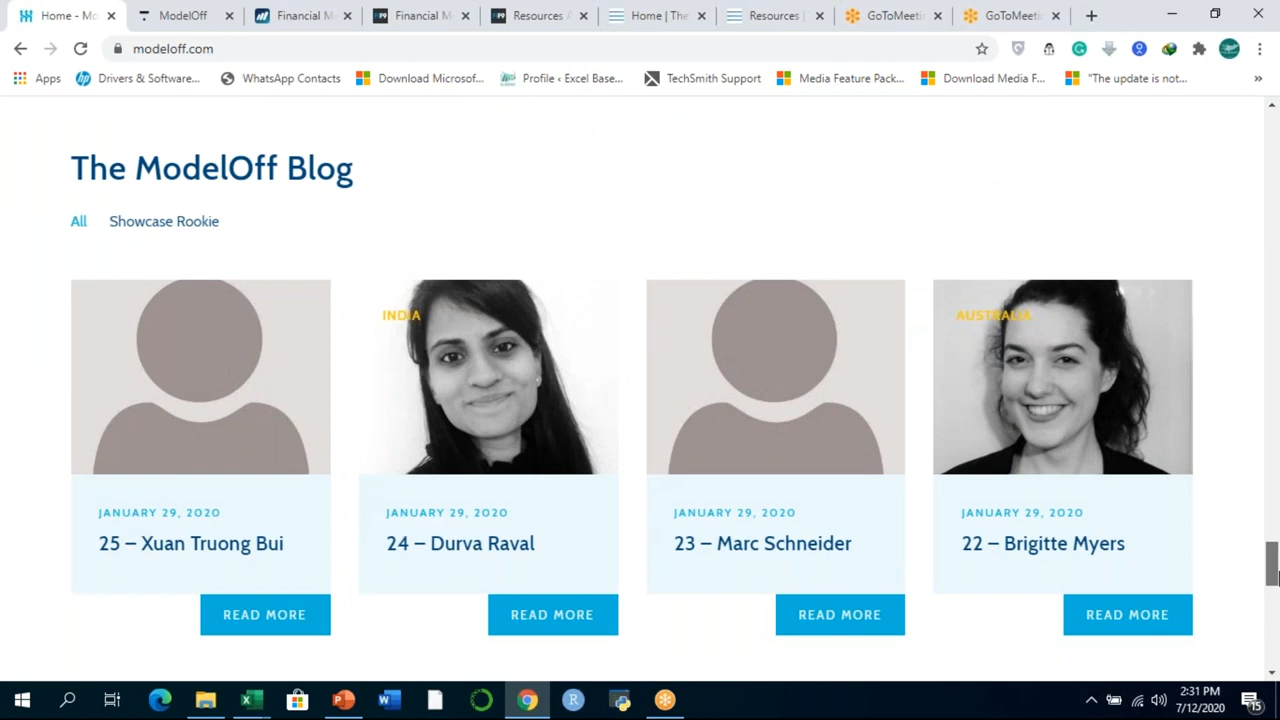 Home - Mo
ModelOff
Financial M
Financial M
Resources A
Home | The
Resources |
GoToMeeti
GoToMeetin
modeloff.com
Apps
Drivers & Software...
WhatsApp Contacts
Download Microsof...
Profile ‹ Excel Base...
TechSmith Support
Media Feature Pack...
Download Media F...
"The update is not...
»
The ModelOff Blog
All
Showcase Rookie
INDIA
AUSTRALIA
JANUARY 29, 2020
JANUARY 29, 2020
JANUARY 29, 2020
JANUARY 29, 2020
25 – Xuan Truong Bui
24 – Durva Raval
23 – Marc Schneider
22 – Brigitte Myers
READ MORE
READ MORE
READ MORE
READ MORE
2:31 PM
7/12/2020
15